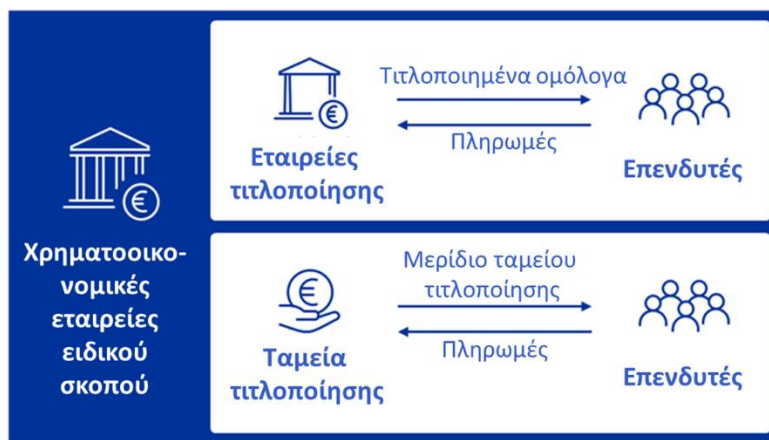 Χρηματοοικο-
νομικές
εταιρείες
ειδικού
σκοπού
Τιτλοποιημένα ομόλογα
Πληρωμές
Εταιρείες
τιτλοποίησης
Επενδυτές
Μερίδιο ταμείου
τιτλοποίησης
Πληρωμές
Ταμεία
τιτλοποίησης
Επενδυτές